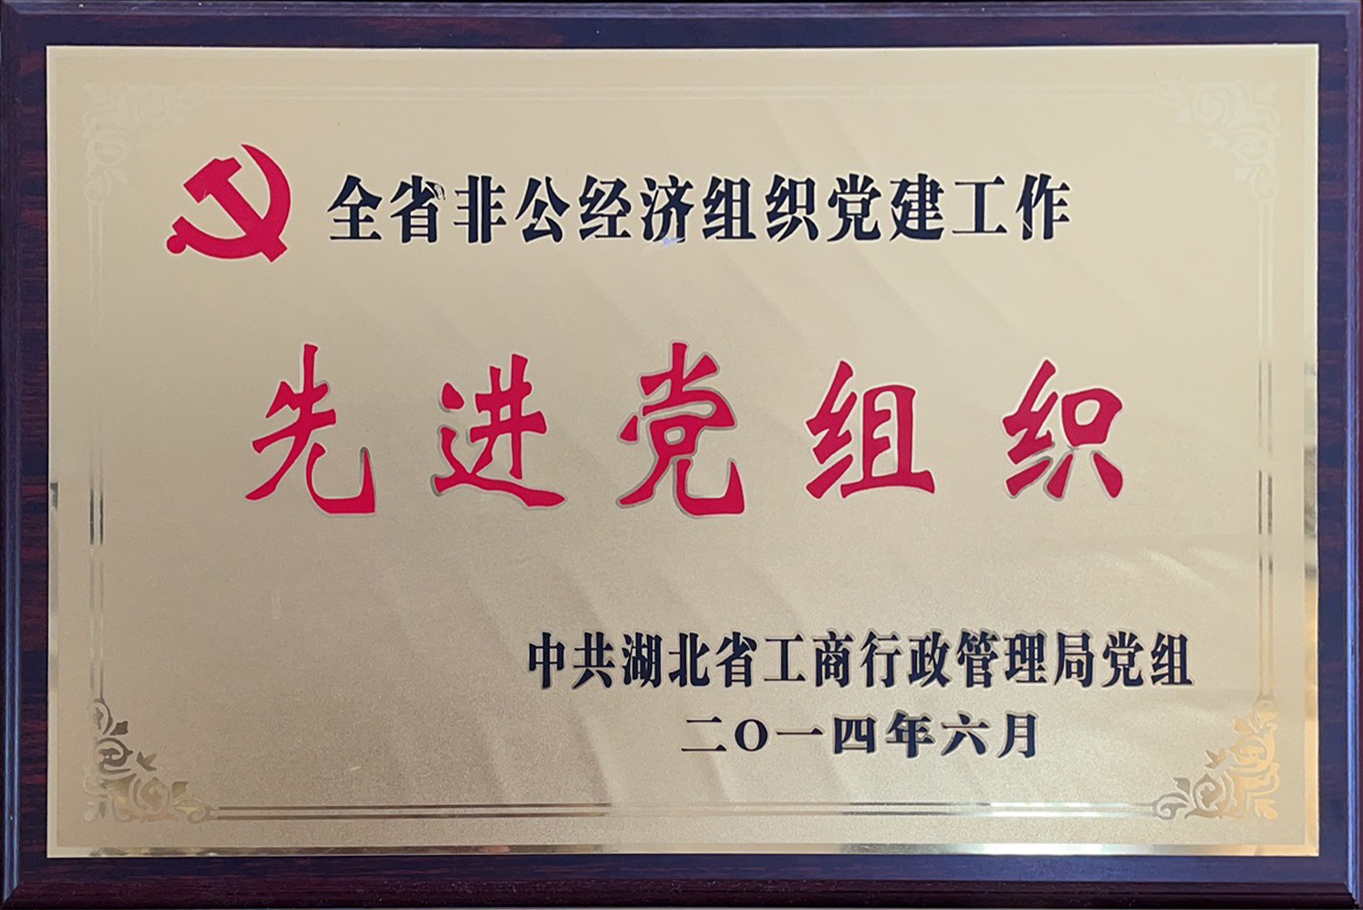 全省非公经济组织党建工作
先进党组织
中共湖北省工商行政管理局党组
二〇一四年六月